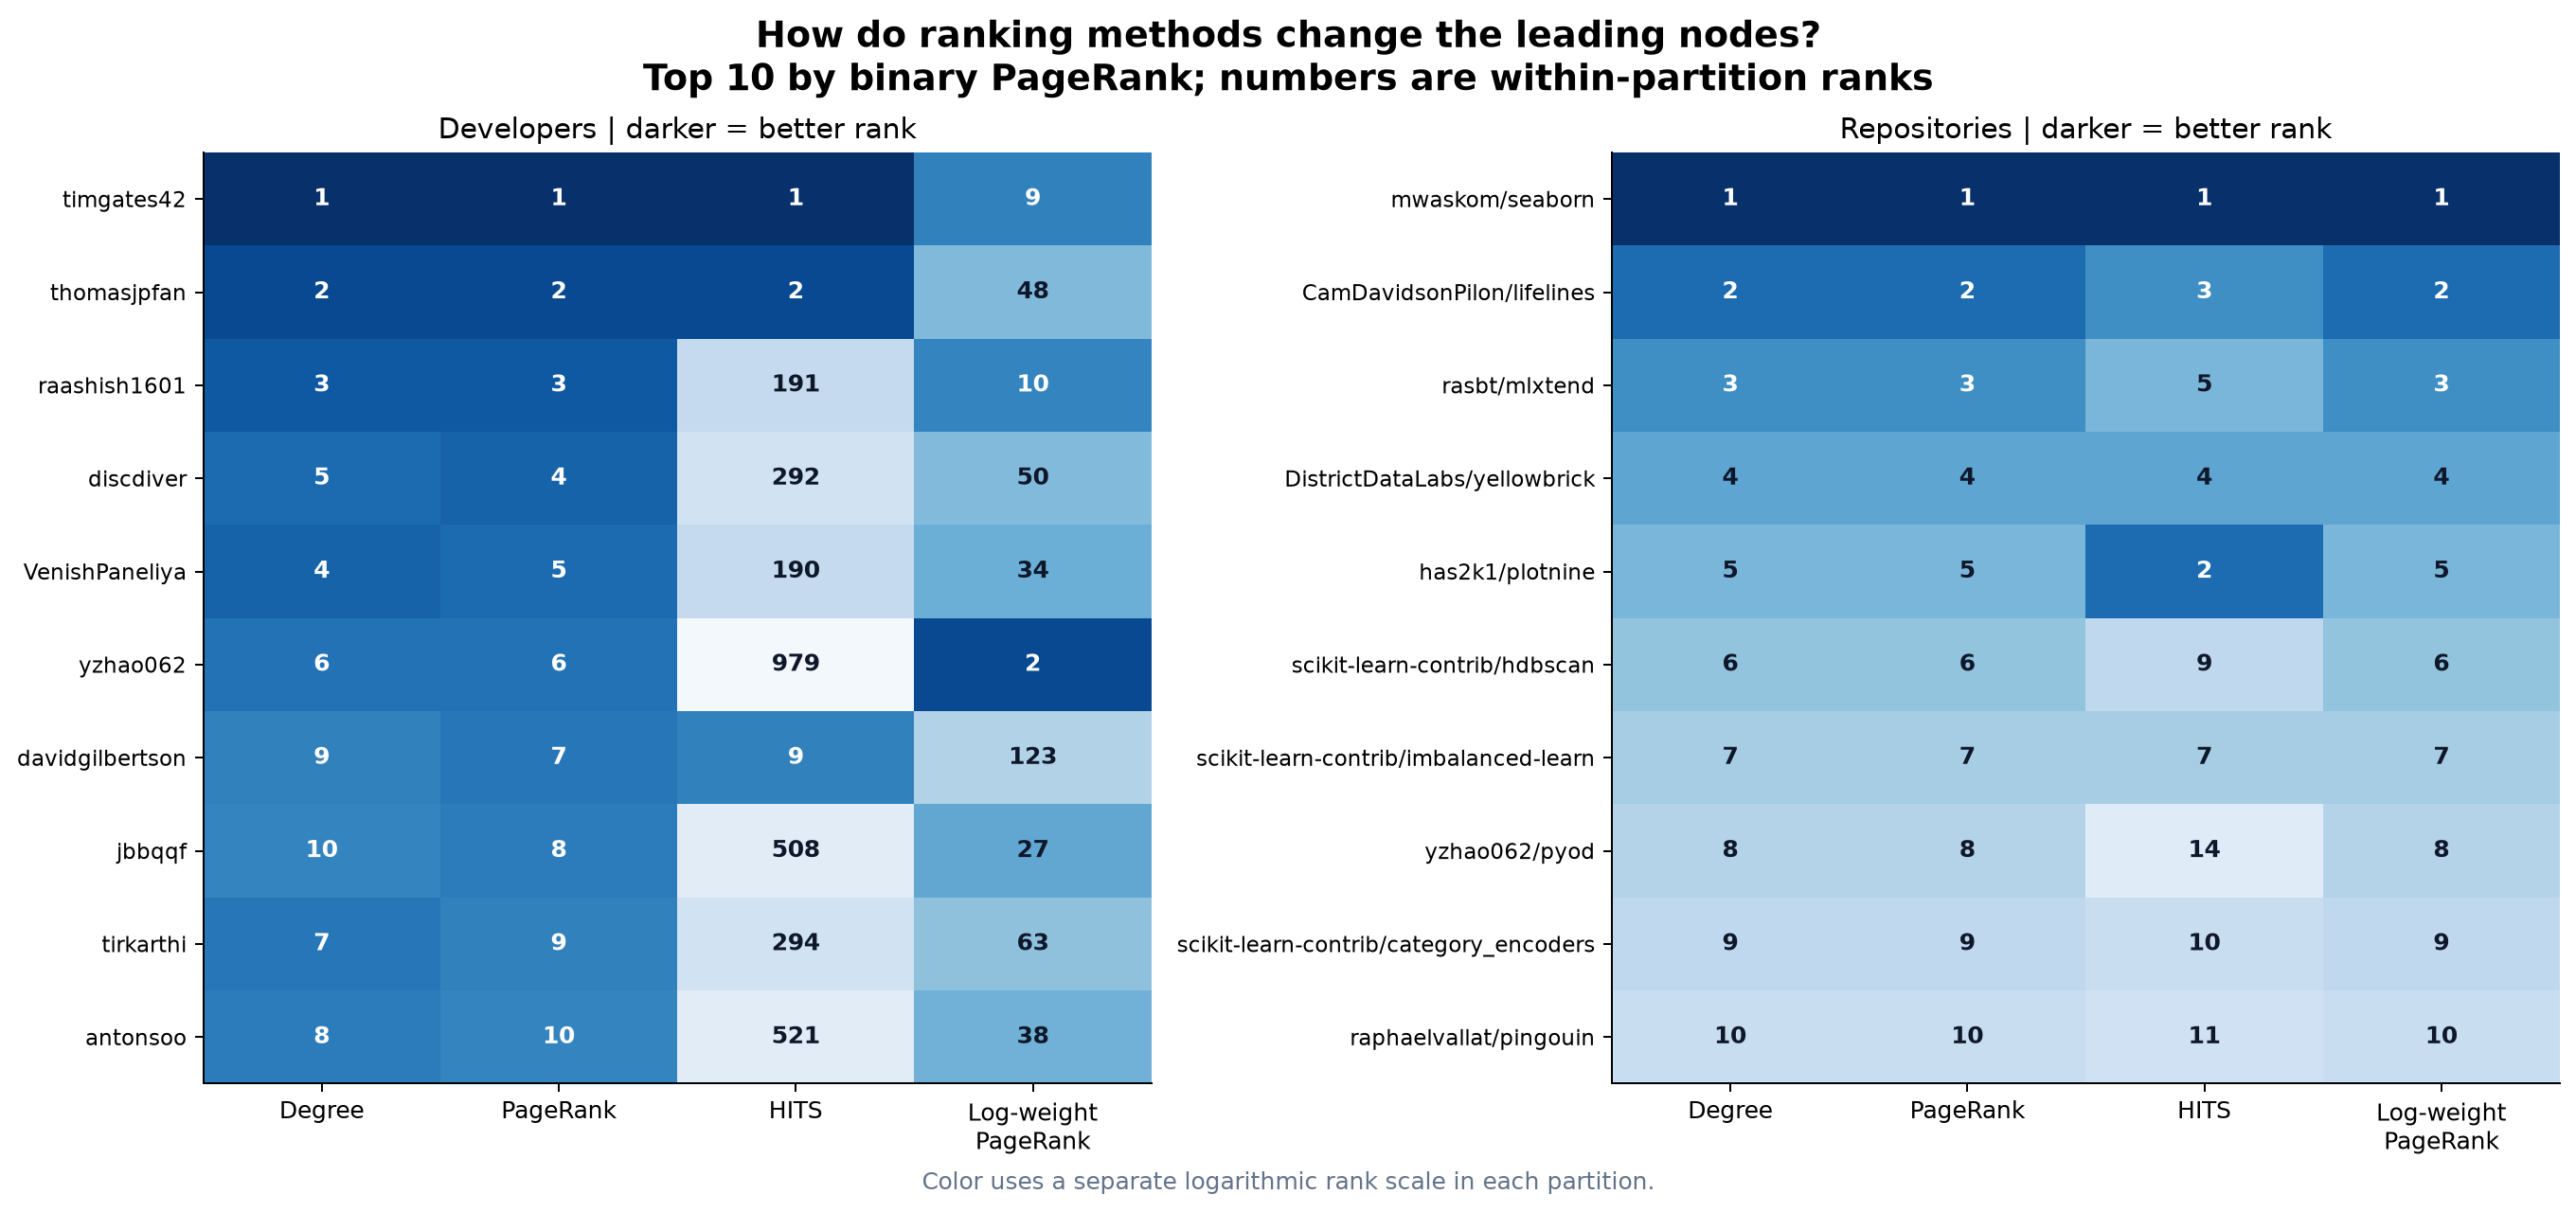 How do ranking methods change the leading nodes?
Top 10 by binary PageRank; numbers are within-partition ranks
Developers | darker = better rank
timgates42 1 1 1 9
thomasjpfan 2 2 2 48
raashish1601 3 3 191 10
discdiver 5 4 292 50
VenishPaneliya 4 5 190 34
yzhao062 6 6 979 2
davidgilbertson 9 7 9 123
jbbqqf 10 8 508 27
tirkarthi 7 9 294 63
antonsoo 8 10 521 38
Degree PageRank HITS Log-weight
PageRank
Repositories | darker = better rank
mwaskom/seaborn 1 1 1 1
CamDavidsonPilon/lifelines 2 2 3 2
rasbt/mlxtend 3 3 5 3
DistrictDataLabs/yellowbrick 4 4 4 4
has2k1/plotnine 5 5 2 5
scikit-learn-contrib/hdbscan 6 6 9 6
scikit-learn-contrib/imbalanced-learn 7 7 7 7
yzhao062/pyod 8 8 14 8
scikit-learn-contrib/category_encoders 9 9 10 9
raphaelvallat/pingouin 10 10 11 10
Degree PageRank HITS Log-weight
PageRank
Color uses a separate logarithmic rank scale in each partition.